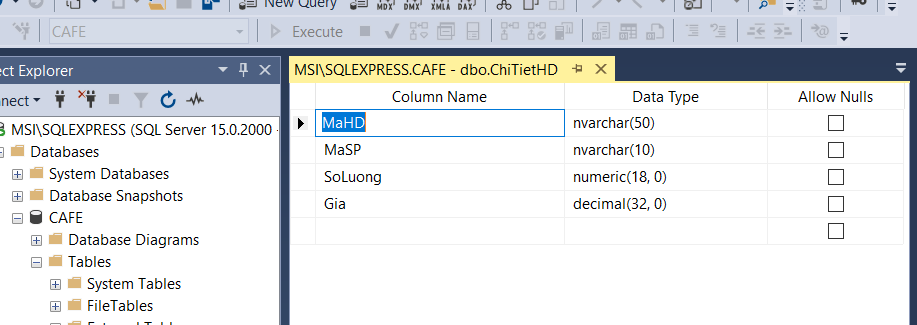 New Query MDX DMX XMLA DAX
CAFE Execute
ct Explorer
nnect
MSI\SQLEXPRESS (SQL Server 15.0.2000 -
Databases
System Databases
Database Snapshots
CAFE
Database Diagrams
Tables
System Tables
FileTables
MSI\SQLEXPRESS.CAFE - dbo.ChiTietHD
Column Name Data Type Allow Nulls
MaHD nvarchar(50)
MaSP nvarchar(10)
SoLuong numeric(18, 0)
Gia decimal(32, 0)